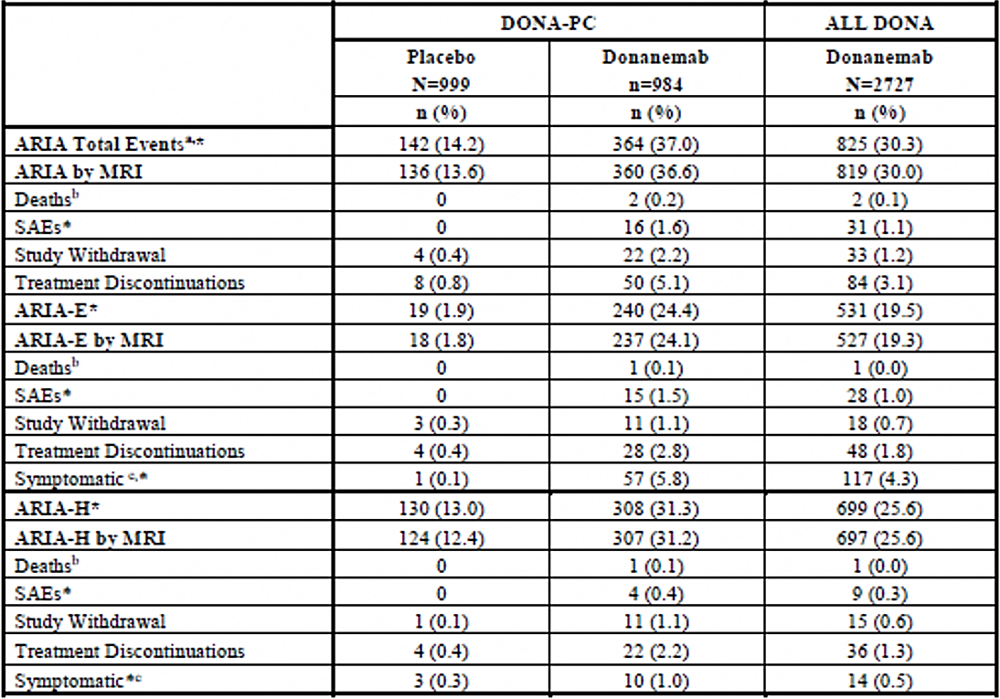 DONA-PC ALL DONA
Placebo Donanemab Donanemab
N=999 n=984 N=2727
n (%) n (%) n (%)
ARIA Total Events^a,* 142 (14.2) 364 (37.0) 825 (30.3)
ARIA by MRI 136 (13.6) 360 (36.6) 819 (30.0)
Deaths^b 0 2 (0.2) 2 (0.1)
SAEs* 0 16 (1.6) 31 (1.1)
Study Withdrawal 4 (0.4) 22 (2.2) 33 (1.2)
Treatment Discontinuations 8 (0.8) 50 (5.1) 84 (3.1)
ARIA-E* 19 (1.9) 240 (24.4) 531 (19.5)
ARIA-E by MRI 18 (1.8) 237 (24.1) 527 (19.3)
Deaths^b 0 1 (0.1) 1 (0.0)
SAEs* 0 15 (1.5) 28 (1.0)
Study Withdrawal 3 (0.3) 11 (1.1) 18 (0.7)
Treatment Discontinuations 4 (0.4) 28 (2.8) 48 (1.8)
Symptomatic ^c,* 1 (0.1) 57 (5.8) 117 (4.3)
ARIA-H* 130 (13.0) 308 (31.3) 699 (25.6)
ARIA-H by MRI 124 (12.4) 307 (31.2) 697 (25.6)
Deaths^b 0 1 (0.1) 1 (0.0)
SAEs* 0 4 (0.4) 9 (0.3)
Study Withdrawal 1 (0.1) 11 (1.1) 15 (0.6)
Treatment Discontinuations 4 (0.4) 22 (2.2) 36 (1.3)
Symptomatic*^c 3 (0.3) 10 (1.0) 14 (0.5)